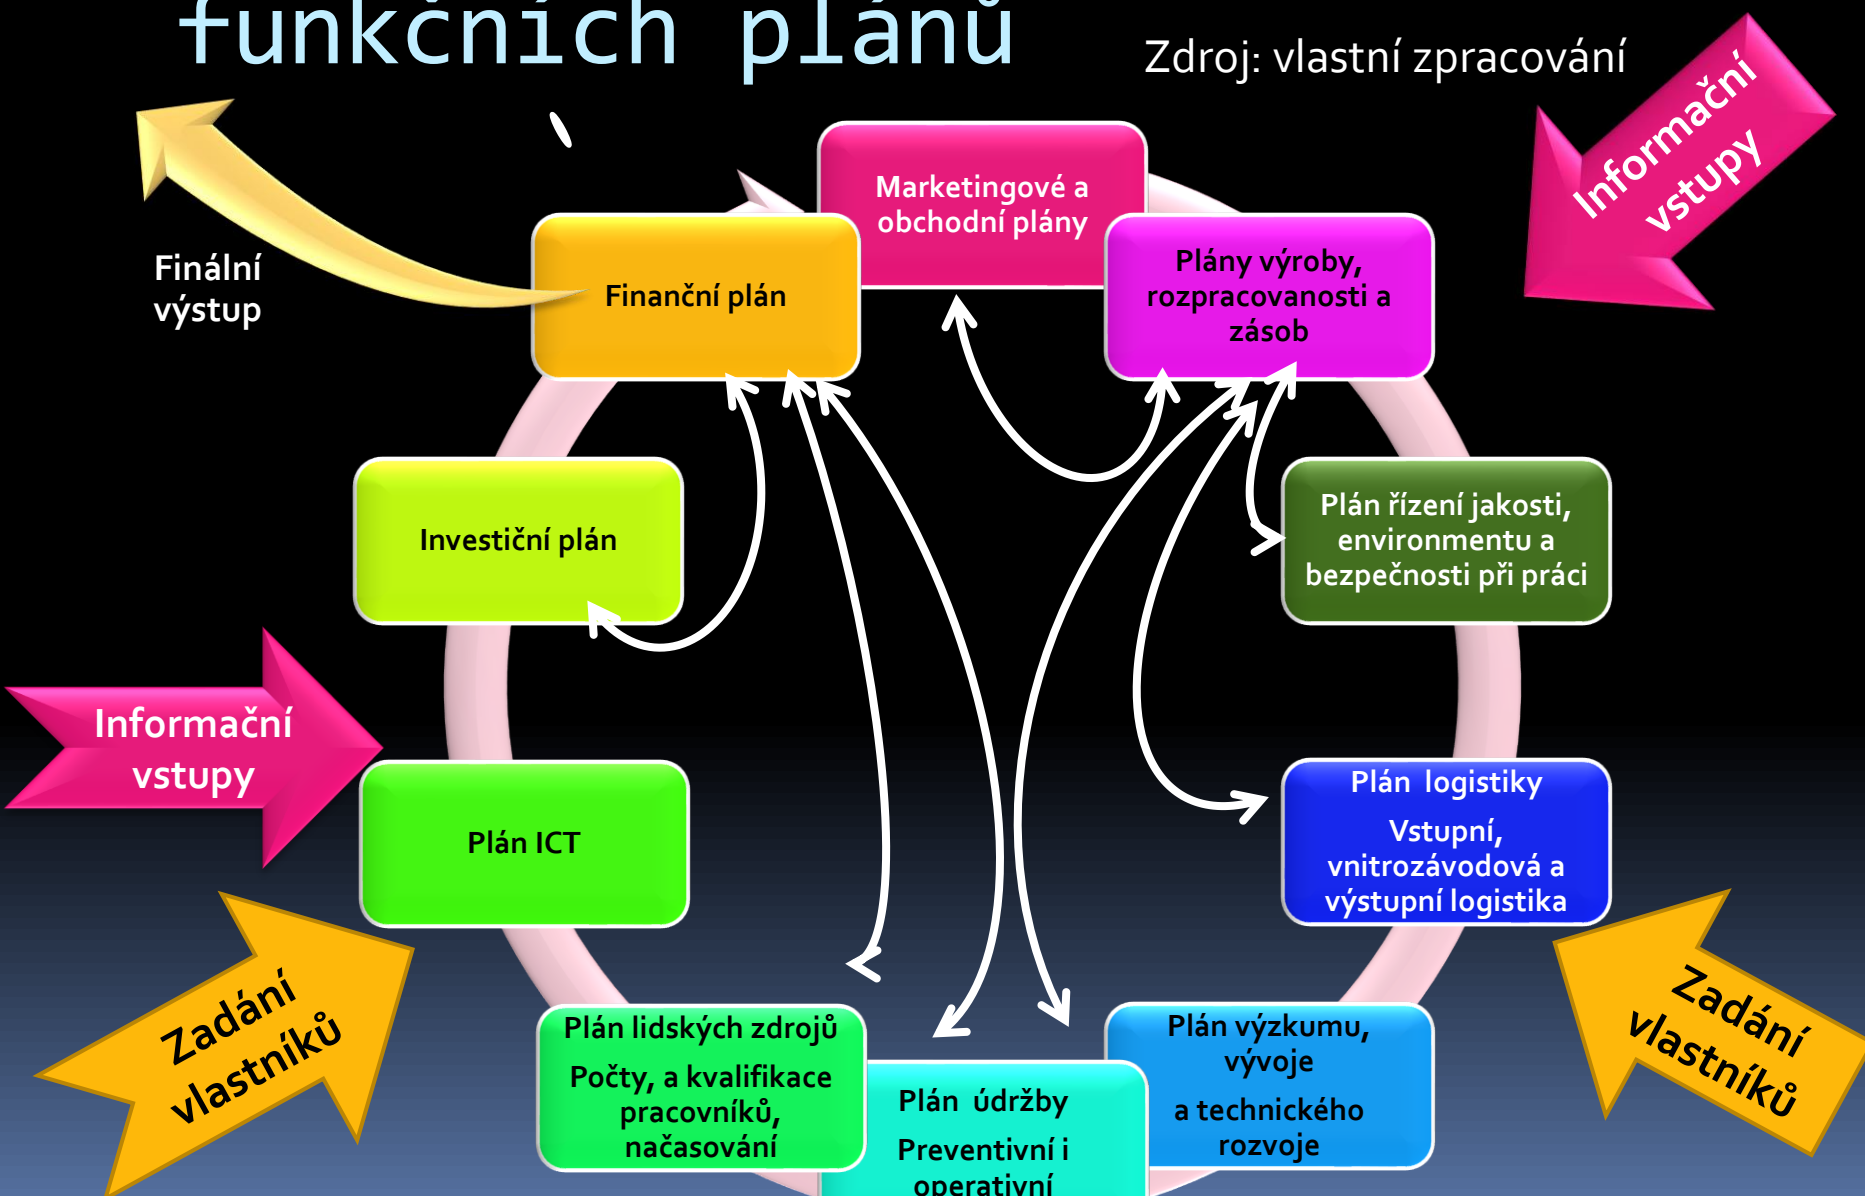 funkčních plánů
Zdroj: vlastní zpracování
Informační
vstupy
Marketingové a
obchodní plány
Plány výroby,
rozpracovanosti a
zásob
Finální
výstup
Finanční plán
Investiční plán
Plán řízení jakosti,
environmentu a
bezpečnosti při práci
Informační
vstupy
Plán ICT
Plán  logistiky
Vstupní,
vnitrozávodová a
výstupní logistika
Zadání
vlastníků
Zadání
vlastníků
Plán lidských zdrojů
Počty, a kvalifikace
pracovníků,
načasování
Plán  údržby
Preventivní i
operativní
Plán výzkumu,
vývoje
a technického
rozvoje